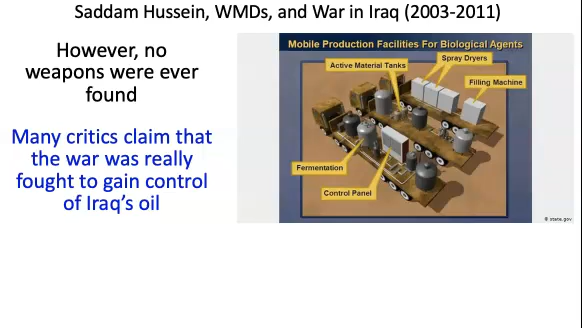 Saddam Hussein, WMDs, and War in Iraq (2003-2011)
However, no
weapons were ever
found
Many critics claim that
the war was really
fought to gain control
of Iraq's oil
Mobile Production Facilities For Biological Agents
Active Material Tanks
Spray Dryers
Filling Machine
Fermentation
Control Panel
© state.gov